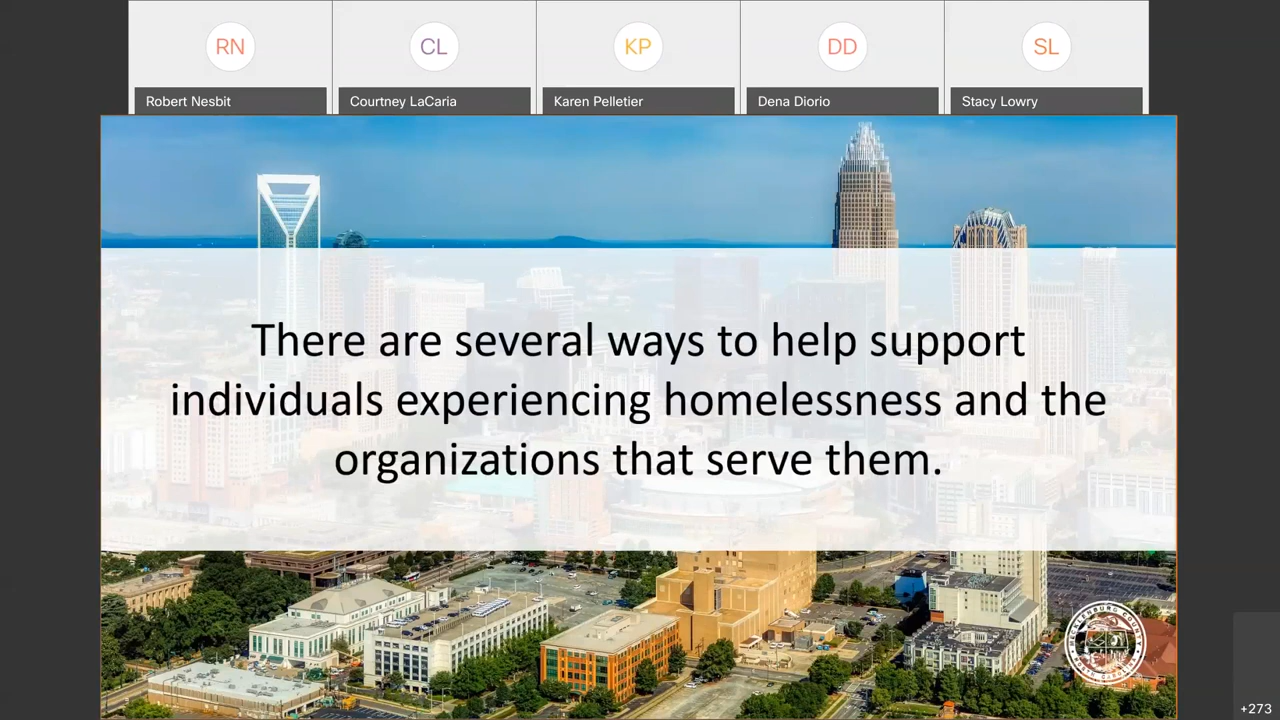 RN
CL
KP
DD
SL
Robert Nesbit
Courtney LaCaria
Karen Pelletier
Dena Diorio
Stacy Lowry
There are several ways to help support
individuals experiencing homelessness and the
organizations that serve them.
+273